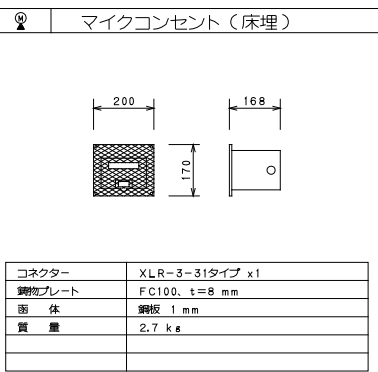 M マイクコンセント（床埋）
200
168
170
コネクター XLR-3-31タイプ x1
鋳物プレート FC100、t=8 mm
函 体 鋼板 1 mm
質 量 2.7 kg